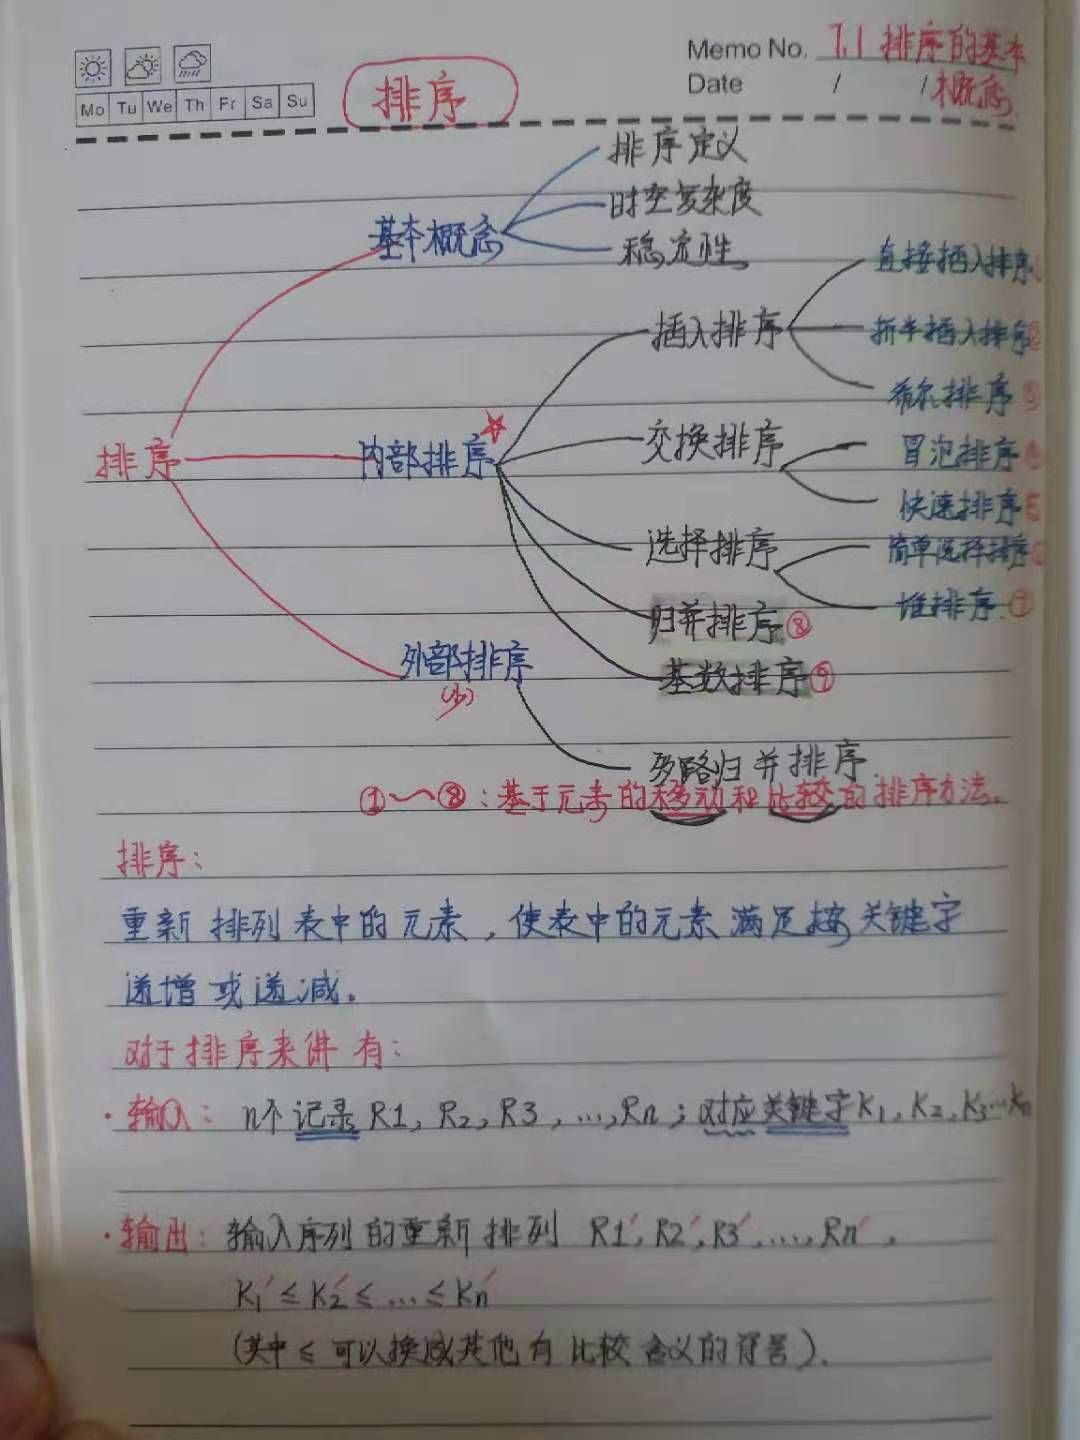 Memo No. 7.1 排序的基本
Date / / 概念
Mo Tu We Th Fr Sa Su
排序
排序定义
时空复杂度
基本概念
稳定性
直接插入排序①
插入排序
折半插入排序②
希尔排序③
交换排序
冒泡排序④
排序
内部排序
快速排序⑤
选择排序
简单选择排序⑥
堆排序⑦
归并排序⑧
外部排序
(少)
基数排序⑨
多路归并排序
①~⑧:基于元素的移动和比较的排序方法。
排序:
重新排列表中的元素,使表中的元素满足按关键字
递增或递减。
对于排序来讲有:
·输入: n个记录 R1, R2, R3, ...,Rn; 对应关键字K1, K2, K3...Kn
·输出: 输入序列的重新排列 R1′, R2′, R3′, ..., Rn′,
K1′ ≤ K2′ ≤ ... ≤ Kn′
(其中≤可以换成其他有比较含义的符号).